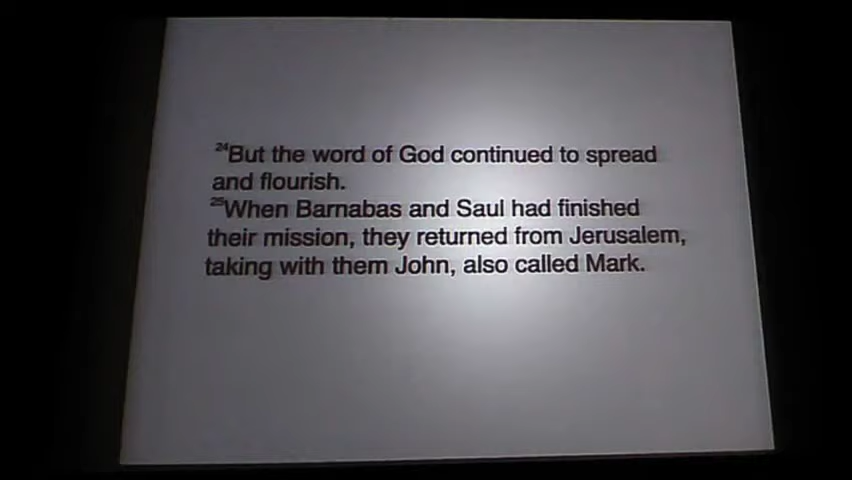 24But the word of God continued to spread
and flourish.
25When Barnabas and Saul had finished
their mission, they returned from Jerusalem,
taking with them John, also called Mark.